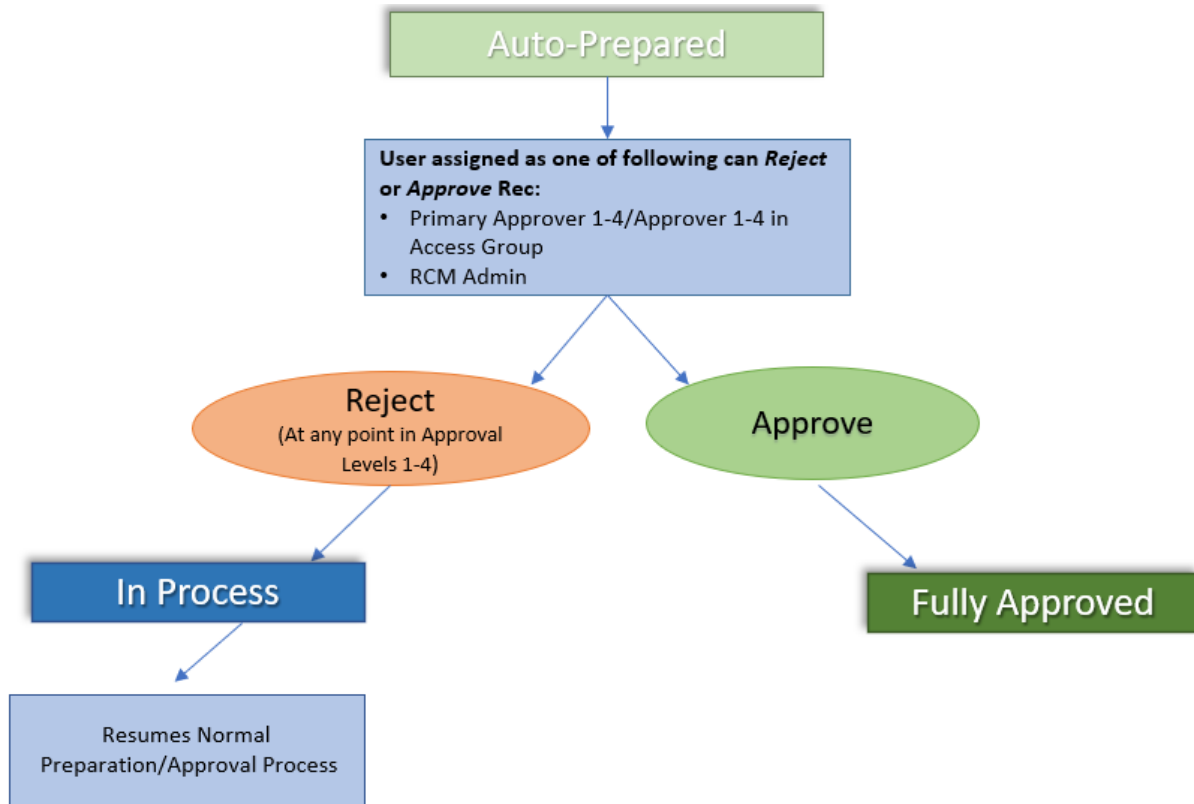 Auto-Prepared
User assigned as one of following can Reject
or Approve Rec:
• Primary Approver 1-4/Approver 1-4 in
Access Group
• RCM Admin
Reject
(At any point in Approval
Levels 1-4)
Approve
In Process
Fully Approved
Resumes Normal
Preparation/Approval Process